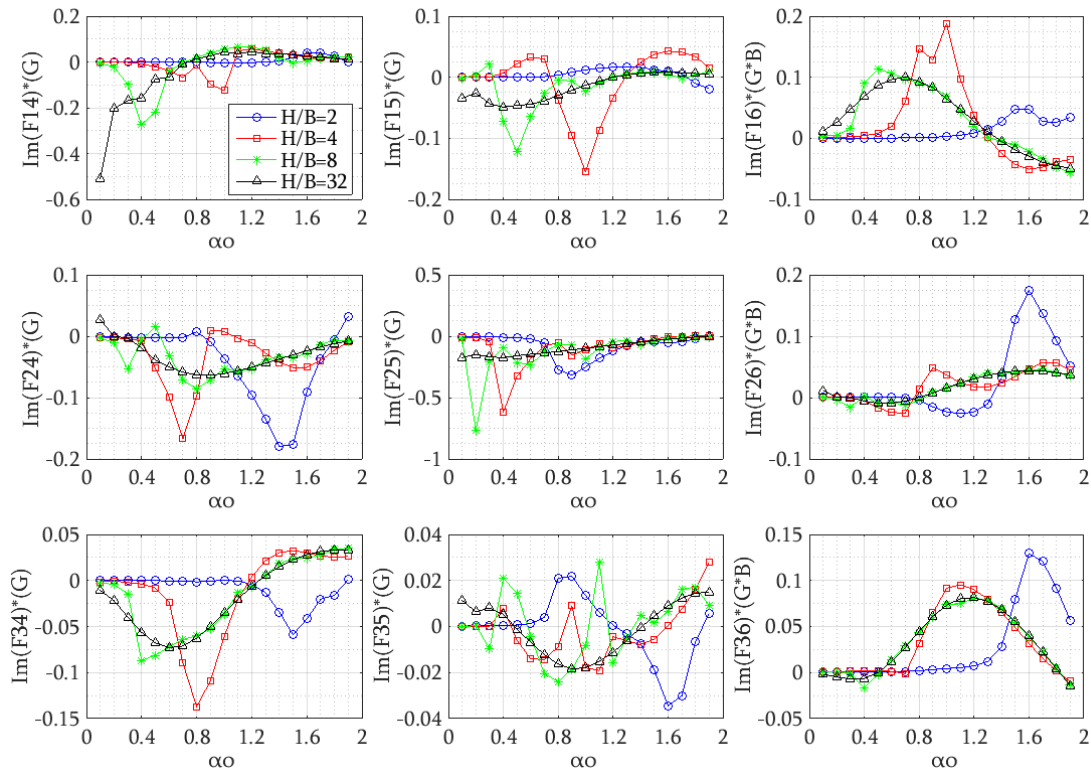 Im(F14)*(G)
0.2
0
-0.2
-0.4
-0.6
0 0.4 0.8 1.2 1.6 2
αo
H/B=2
H/B=4
H/B=8
H/B=32
Im(F15)*(G)
0.1
0
-0.1
-0.2
0 0.4 0.8 1.2 1.6 2
αo
Im(F16)*(G*B)
0.2
0.1
0
-0.1
0 0.4 0.8 1.2 1.6 2
αo
Im(F24)*(G)
0.1
0
-0.1
-0.2
0 0.4 0.8 1.2 1.6 2
αo
Im(F25)*(G)
0.5
0
-0.5
-1
0 0.4 0.8 1.2 1.6 2
αo
Im(F26)*(G*B)
0.2
0.1
0
-0.1
0 0.4 0.8 1.2 1.6 2
αo
Im(F34)*(G)
0.05
0
-0.05
-0.1
-0.15
0 0.4 0.8 1.2 1.6 2
αo
Im(F35)*(G)
0.04
0.02
0
-0.02
-0.04
0 0.4 0.8 1.2 1.6 2
αo
Im(F36)*(G*B)
0.15
0.1
0.05
0
-0.05
0 0.4 0.8 1.2 1.6 2
αo